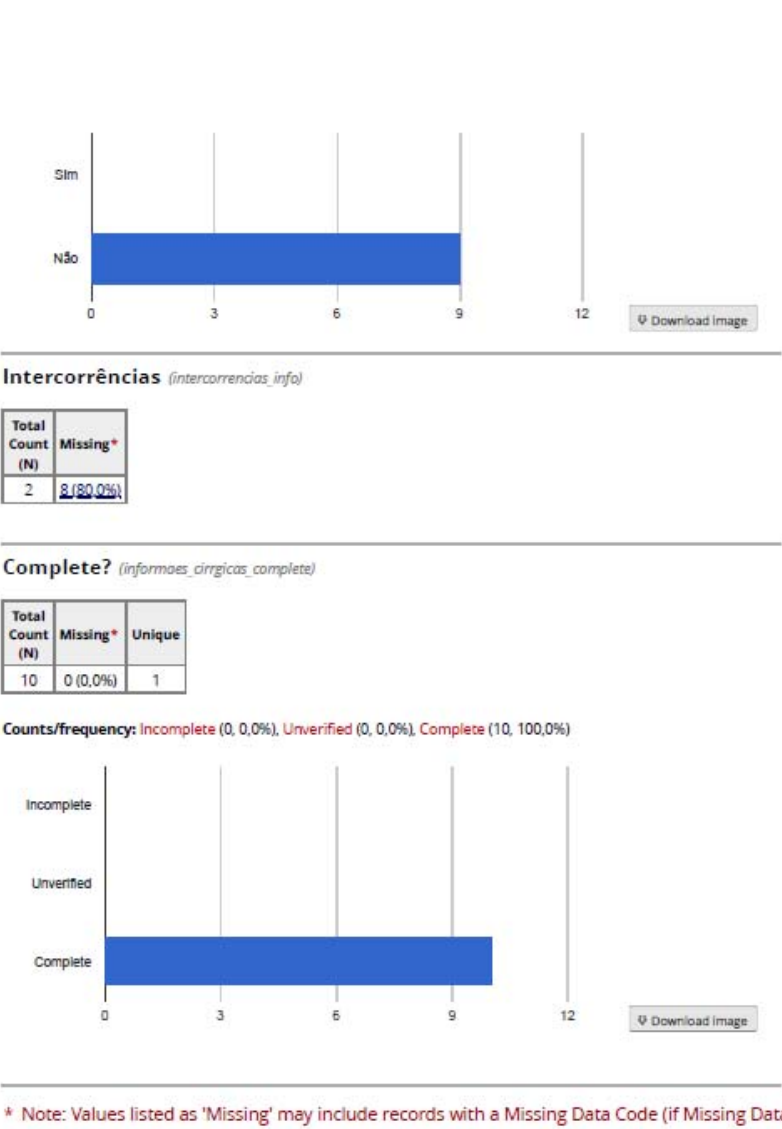 Sim
Não
0 3 6 9 12
Download Image
Intercorrências (intercorrencias_info)
Total Count (N) Missing*
2 8 (80,0%)
Complete? (informaes_cirrgicas_complete)
Total Count (N) Missing* Unique
10 0 (0,0%) 1
Counts/frequency: Incomplete (0, 0,0%), Unverified (0, 0,0%), Complete (10, 100,0%)
Incomplete
Unverified
Complete
0 3 6 9 12
Download Image
* Note: Values listed as 'Missing' may include records with a Missing Data Code (if Missing Data